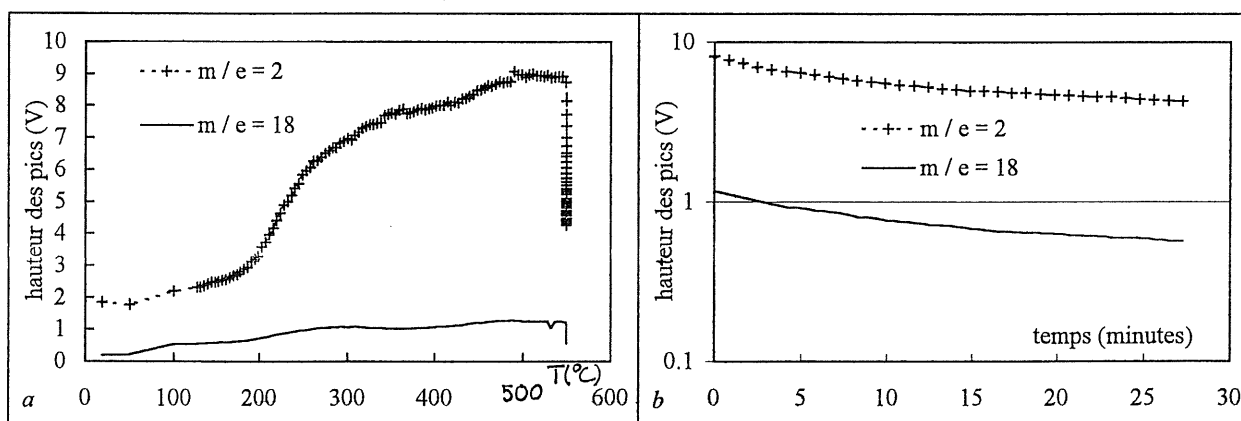 hauteur des pics (V)
10
9
8
7
6
5
4
3
2
1
0
m / e = 2
m / e = 18
0
100
200
300
400
500
600
T(°C)
a
hauteur des pics (V)
10
1
0.1
m / e = 2
m / e = 18
temps (minutes)
0
5
10
15
20
25
30
b